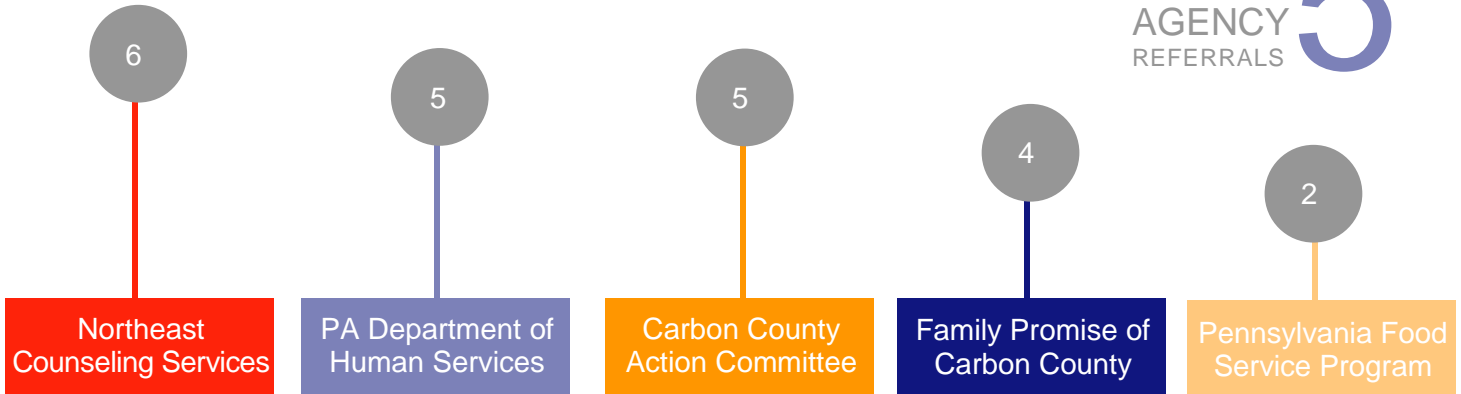 AGENCY
REFERRALS
6
5
5
4
2
Northeast
Counseling Services
PA Department of
Human Services
Carbon County
Action Committee
Family Promise of
Carbon County
Pennsylvania Food
Service Program